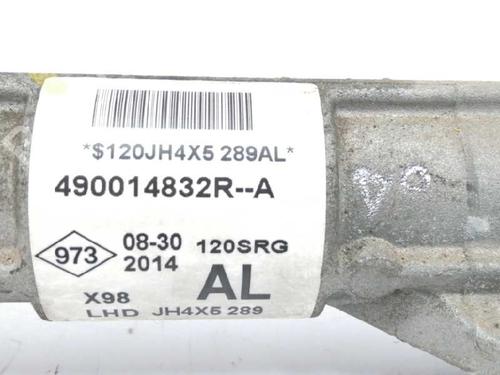 *$120JH4X5 289AL*
490014832R--A
973 08-30 120SRG
2014 AL
X98
LHD JH4X5 289